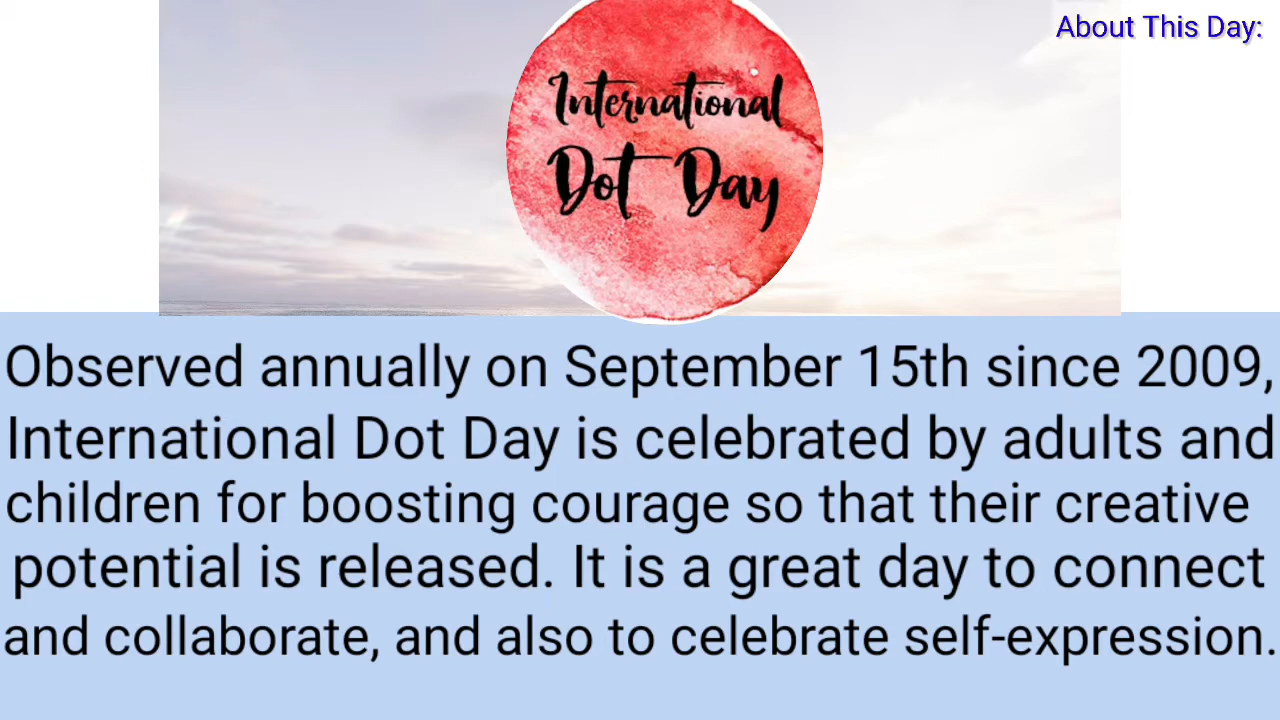 About This Day:
International
Dot Day
Observed annually on September 15th since 2009,
International Dot Day is celebrated by adults and
children for boosting courage so that their creative
potential is released. It is a great day to connect
and collaborate, and also to celebrate self-expression.